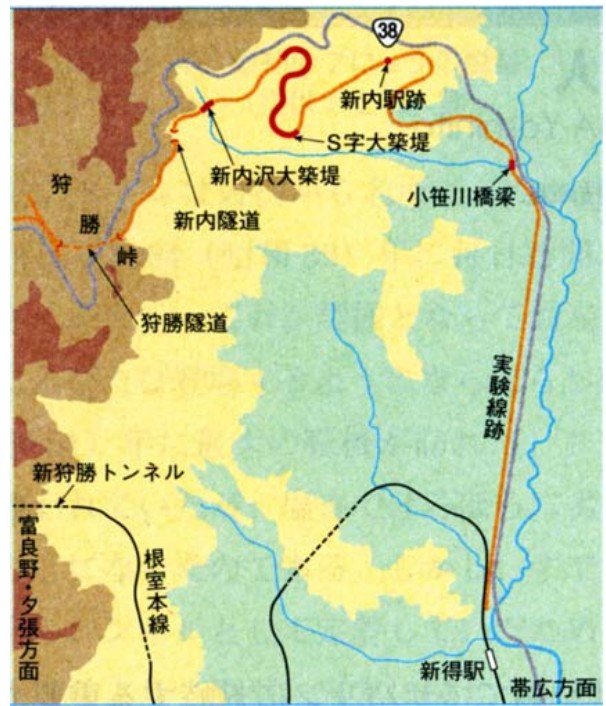 38
新内駅跡
S字大築堤
新内沢大築堤
小笹川橋梁
新内隧道
狩
勝
峠
狩勝隧道
実験線跡
新狩勝トンネル
富良野・夕張方面
根室本線
新得駅
帯広方面